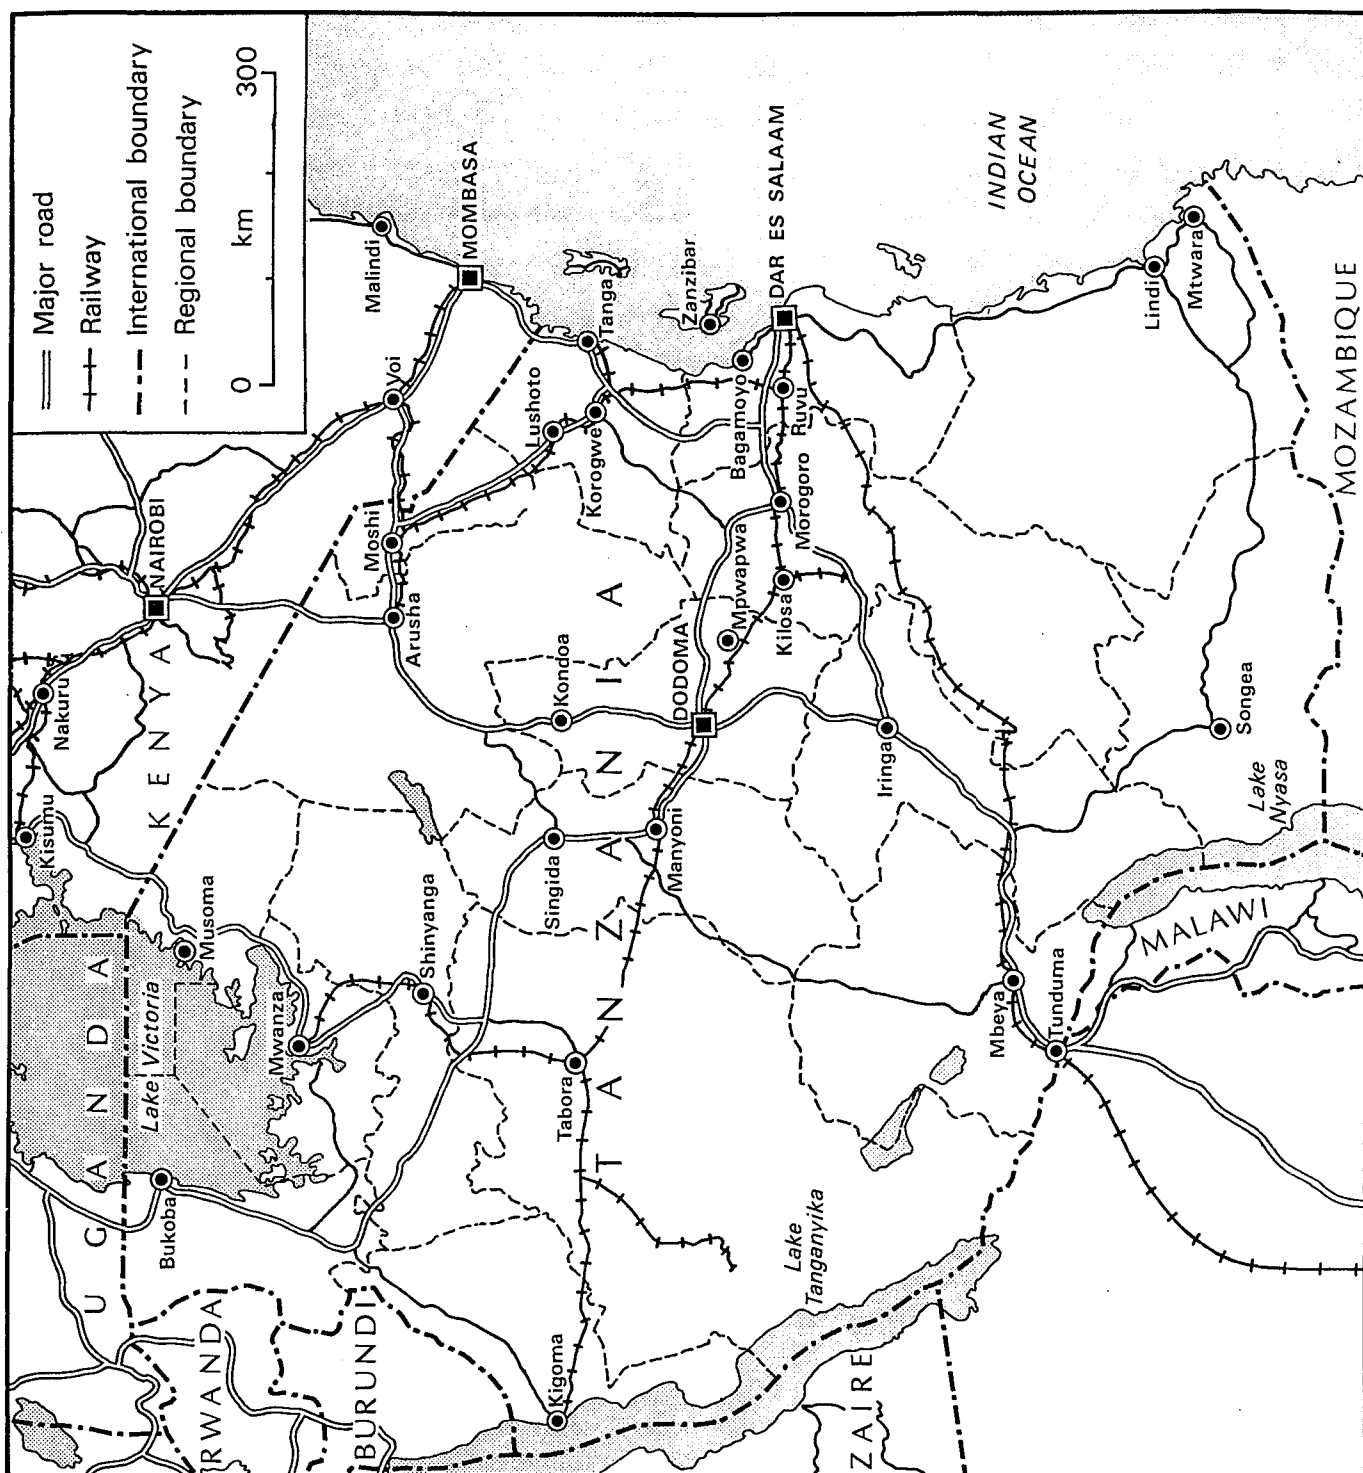 Major road
Railway
International boundary
Regional boundary
0 km 300
UGANDA
KENYA
RWANDA
BURUNDI
TANZANIA
ZAIRE
MALAWI
MOZAMBIQUE
INDIAN
OCEAN
Lake Victoria
Lake
Tanganyika
Lake
Nyasa
Kisumu
Nakuru
NAIROBI
Bukoba
Musoma
Mwanza
Shinyanga
Arusha
Moshi
Voi
Malindi
MOMBASA
Kondoa
Singida
Lushoto
Korogwe
Tanga
Kigoma
Tabora
Manyoni
DODOMA
Mpwapwa
Kilosa
Morogoro
Ruvu
Bagamoyo
Zanzibar
DAR ES SALAAM
Iringa
Mbeya
Tunduma
Songea
Lindi
Mtwara